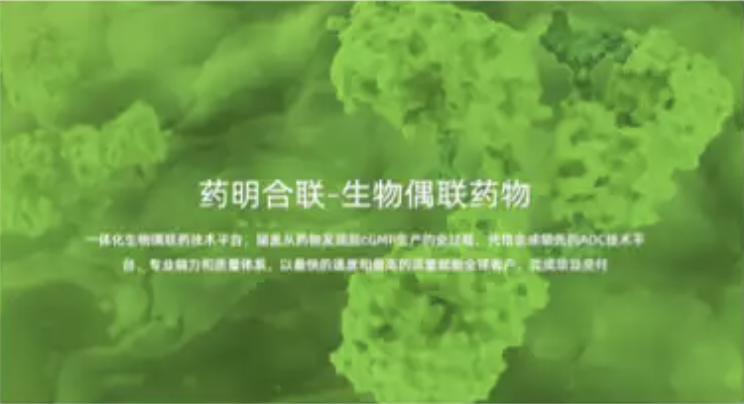 药明合联-生物偶联药物
一体化生物偶联药技术平台，涵盖从药物发现到cGMP生产的全过程，凭借全球领先的ADC技术平
台、专业能力和质量体系，以最快的速度和最高的质量赋能全球客户，完成项目交付